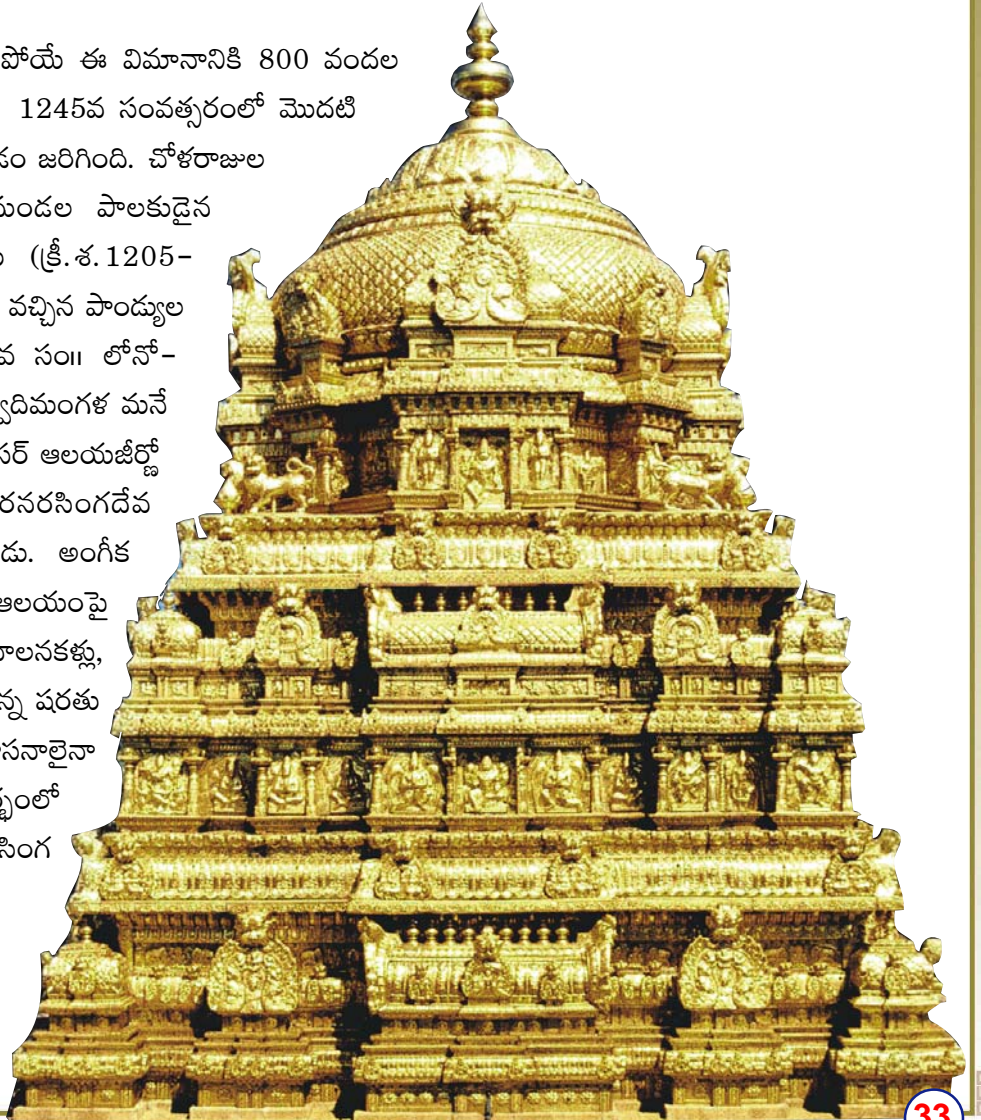 పోయే ఈ విమానానికి 800 వందల
1245వ సంవత్సరంలో మొదటి
డం జరిగింది. చోళరాజుల
మండల పాలకుడైన
(క్రీ.శ.1205-
వచ్చిన పాండ్యుల
వ సం॥ లోనో-
్వదిమంగళ మనే
సర్ ఆలయజీర్ణో
రనరసింగదేవ
డు. అంగీక
ఆలయంపై
పాలనకళ్లు,
న్న షరతు
సనాలైనా
ర్భంలో
సింగ
33